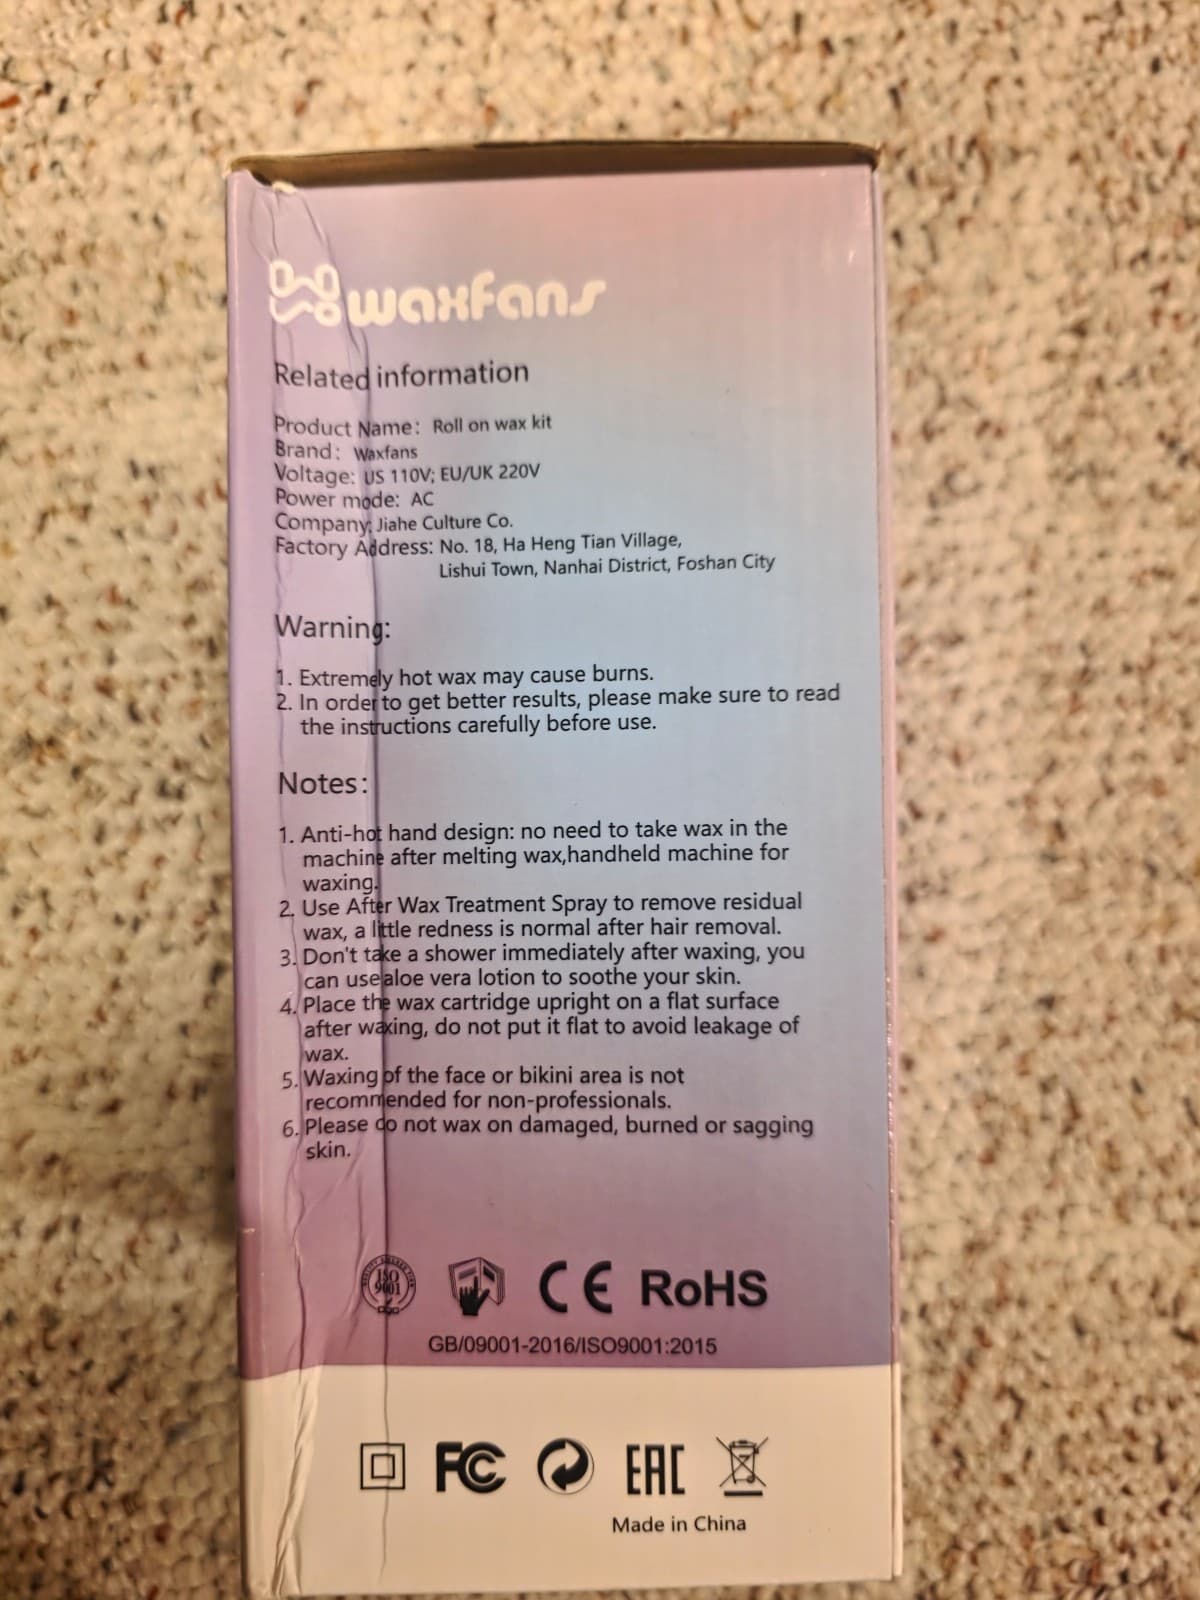 waxfans
Related information
Product Name: Roll on wax kit
Brand: Waxfans
Voltage: US 110V; EU/UK 220V
Power mode: AC
Company: Jiahe Culture Co.
Factory Address: No. 18, Ha Heng Tian Village,
Lishui Town, Nanhai District, Foshan City
Warning:
1. Extremely hot wax may cause burns.
2. In order to get better results, please make sure to read
the instructions carefully before use.
Notes:
1. Anti-hot hand design: no need to take wax in the
machine after melting wax,handheld machine for
waxing.
2. Use After Wax Treatment Spray to remove residual
wax, a little redness is normal after hair removal.
3. Don't take a shower immediately after waxing, you
can use aloe vera lotion to soothe your skin.
4. Place the wax cartridge upright on a flat surface
after waxing, do not put it flat to avoid leakage of
wax.
5. Waxing of the face or bikini area is not
recommended for non-professionals.
6. Please do not wax on damaged, burned or sagging
skin.
ISO
9001
CE RoHS
GB/09001-2016/ISO9001:2015
FC EAC
Made in China